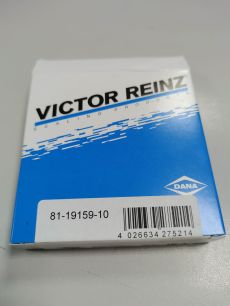 VICTOR REINZ
SEALING PRODUCTS
DANA
81-19159-10
4 026634 275214